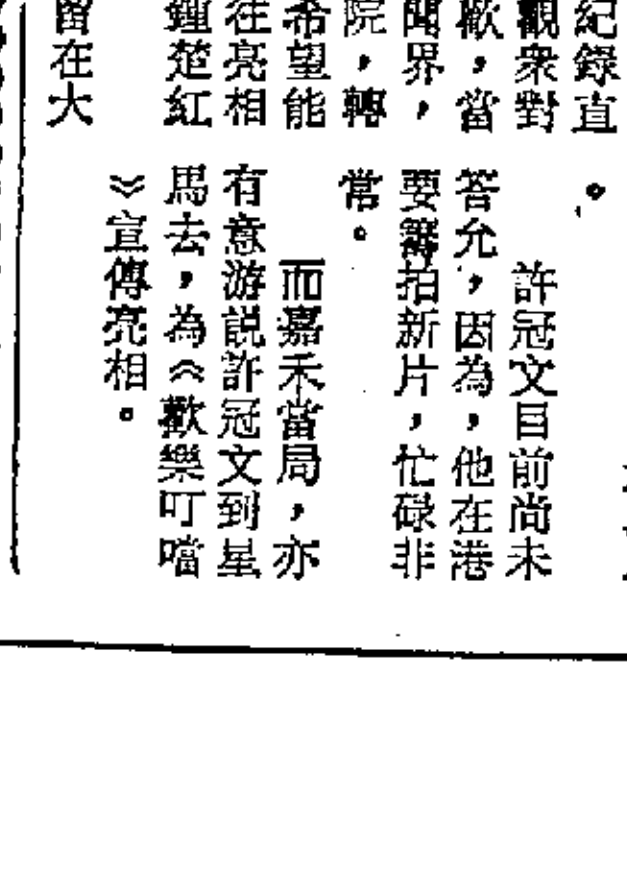 紀錄直
觀衆對
歡，當
聞界，
院，轉
希望能
往亮相
鍾楚紅
留在大
。
許冠文目前尚未
答允，因為，他在港
要籌拍新片，忙碌非
常。
而嘉禾當局，亦
有意游説許冠文到星
馬去，為《歡樂叮噹
》宣傳亮相。